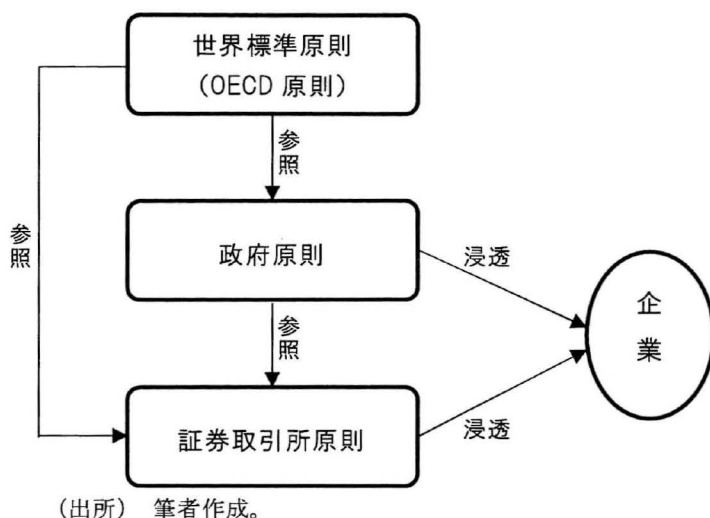 世界標準原則
(OECD 原則)
参照
参照
政府原則
浸透
企業
参照
証券取引所原則
浸透
(出所) 筆者作成。